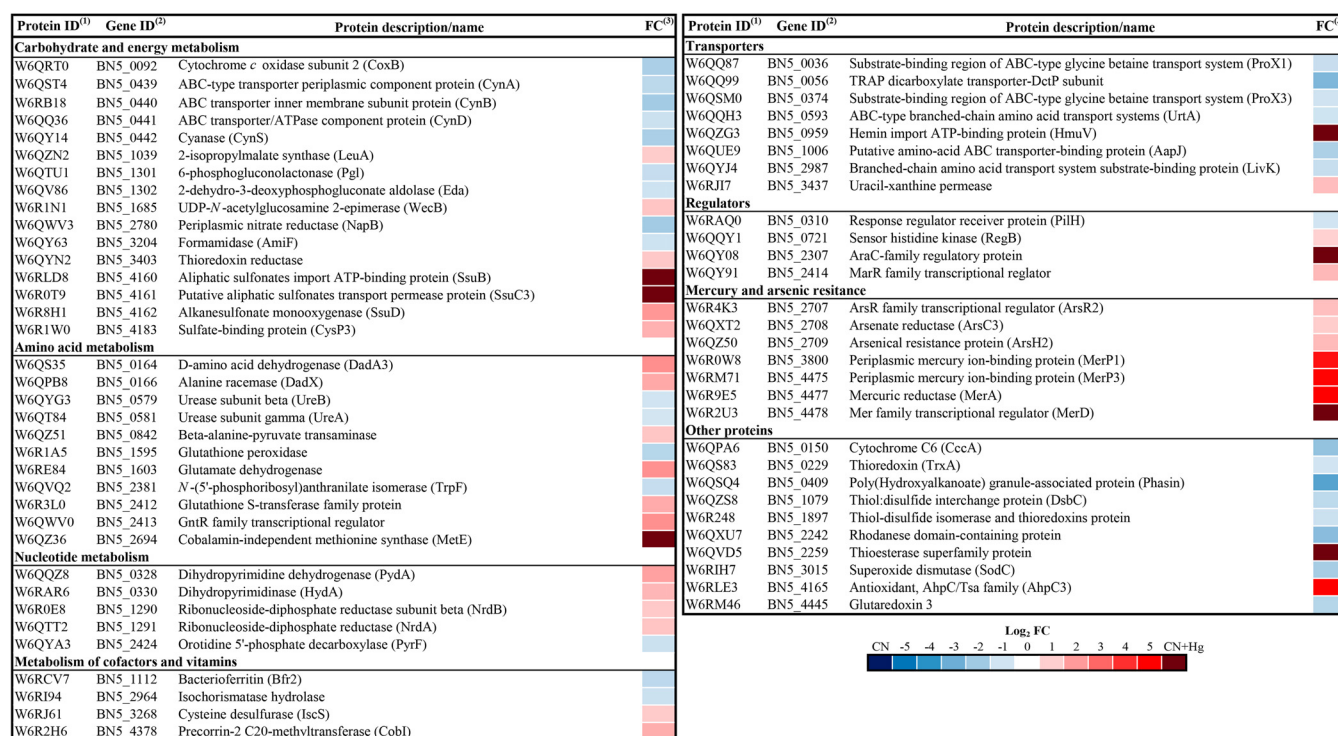 Protein ID(1) Gene ID(2) Protein description/name FC(3)
Carbohydrate and energy metabolism
W6QRT0 BN5_0092 Cytochrome c oxidase subunit 2 (CoxB)
W6QST4 BN5_0439 ABC-type transporter periplasmic component protein (CynA)
W6RB18 BN5_0440 ABC transporter inner membrane subunit protein (CynB)
W6QQ36 BN5_0441 ABC transporter/ATPase component protein (CynD)
W6QY14 BN5_0442 Cyanase (CynS)
W6QZN2 BN5_1039 2-isopropylmalate synthase (LeuA)
W6QTU1 BN5_1301 6-phosphogluconolactonase (Pgl)
W6QV86 BN5_1302 2-dehydro-3-deoxyphosphogluconate aldolase (Eda)
W6R1N1 BN5_1685 UDP-N-acetylglucosamine 2-epimerase (WecB)
W6QWV3 BN5_2780 Periplasmic nitrate reductase (NapB)
W6QY63 BN5_3204 Formamidase (AmiF)
W6QYN2 BN5_3403 Thioredoxin reductase
W6RLD8 BN5_4160 Aliphatic sulfonates import ATP-binding protein (SsuB)
W6R0T9 BN5_4161 Putative aliphatic sulfonates transport permease protein (SsuC3)
W6R8H1 BN5_4162 Alkanesulfonate monooxygenase (SsuD)
W6R1W0 BN5_4183 Sulfate-binding protein (CysP3)
Amino acid metabolism
W6QS35 BN5_0164 D-amino acid dehydrogenase (DadA3)
W6QPB8 BN5_0166 Alanine racemase (DadX)
W6QYG3 BN5_0579 Urease subunit beta (UreB)
W6QT84 BN5_0581 Urease subunit gamma (UreA)
W6QZ51 BN5_0842 Beta-alanine-pyruvate transaminase
W6R1A5 BN5_1595 Glutathione peroxidase
W6RE84 BN5_1603 Glutamate dehydrogenase
W6QVQ2 BN5_2381 N-(5'-phosphoribosyl)anthranilate isomerase (TrpF)
W6R3L0 BN5_2412 Glutathione S-transferase family protein
W6QWV0 BN5_2413 GntR family transcriptional regulator
W6QZ36 BN5_2694 Cobalamin-independent methionine synthase (MetE)
Nucleotide metabolism
W6QQZ8 BN5_0328 Dihydropyrimidine dehydrogenase (PydA)
W6RAR6 BN5_0330 Dihydropyrimidinase (HydA)
W6R0E8 BN5_1290 Ribonucleoside-diphosphate reductase subunit beta (NrdB)
W6QTT2 BN5_1291 Ribonucleoside-diphosphate reductase (NrdA)
W6QYA3 BN5_2424 Orotidine 5'-phosphate decarboxylase (PyrF)
Metabolism of cofactors and vitamins
W6RCV7 BN5_1112 Bacterioferritin (Bfr2)
W6RI94 BN5_2964 Isochorismatase hydrolase
W6RJ61 BN5_3268 Cysteine desulfurase (IscS)
W6R2H6 BN5_4378 Precorrin-2 C20-methyltransferase (CobI)
Protein ID(1) Gene ID(2) Protein description/name
Transporters
W6QQ87 BN5_0036 Substrate-binding region of ABC-type glycine betaine transport system (ProX1)
W6QQ99 BN5_0056 TRAP dicarboxylate transporter-DctP subunit
W6QSM0 BN5_0374 Substrate-binding region of ABC-type glycine betaine transport system (ProX3)
W6QQH3 BN5_0593 ABC-type branched-chain amino acid transport systems (UrtA)
W6QZG3 BN5_0959 Hemin import ATP-binding protein (HmuV)
W6QUE9 BN5_1006 Putative amino-acid ABC transporter-binding protein (AapJ)
W6QYJ4 BN5_2987 Branched-chain amino acid transport system substrate-binding protein (LivK)
W6RJI7 BN5_3437 Uracil-xanthine permease
Regulators
W6RAQ0 BN5_0310 Response regulator receiver protein (PilH)
W6QQY1 BN5_0721 Sensor histidine kinase (RegB)
W6QY08 BN5_2307 AraC-family regulatory protein
W6QY91 BN5_2414 MarR family transcriptional reglator
Mercury and arsenic resitance
W6R4K3 BN5_2707 ArsR family transcriptional regulator (ArsR2)
W6QXT2 BN5_2708 Arsenate reductase (ArsC3)
W6QZ50 BN5_2709 Arsenical resistance protein (ArsH2)
W6R0W8 BN5_3800 Periplasmic mercury ion-binding protein (MerP1)
W6RM71 BN5_4475 Periplasmic mercury ion-binding protein (MerP3)
W6R9E5 BN5_4477 Mercuric reductase (MerA)
W6R2U3 BN5_4478 Mer family transcriptional regulator (MerD)
Other proteins
W6QPA6 BN5_0150 Cytochrome C6 (CccA)
W6QS83 BN5_0229 Thioredoxin (TrxA)
W6QSQ4 BN5_0409 Poly(Hydroxyalkanoate) granule-associated protein (Phasin)
W6QZS8 BN5_1079 Thiol:disulfide interchange protein (DsbC)
W6R248 BN5_1897 Thiol-disulfide isomerase and thioredoxins protein
W6QXU7 BN5_2242 Rhodanese domain-containing protein
W6QVD5 BN5_2259 Thioesterase superfamily protein
W6RIH7 BN5_3015 Superoxide dismutase (SodC)
W6RLE3 BN5_4165 Antioxidant, AhpC/Tsa family (AhpC3)
W6RM46 BN5_4445 Glutaredoxin 3
Log2 FC
CN -5 -4 -3 -2 -1 0 1 2 3 4 5 CN+Hg